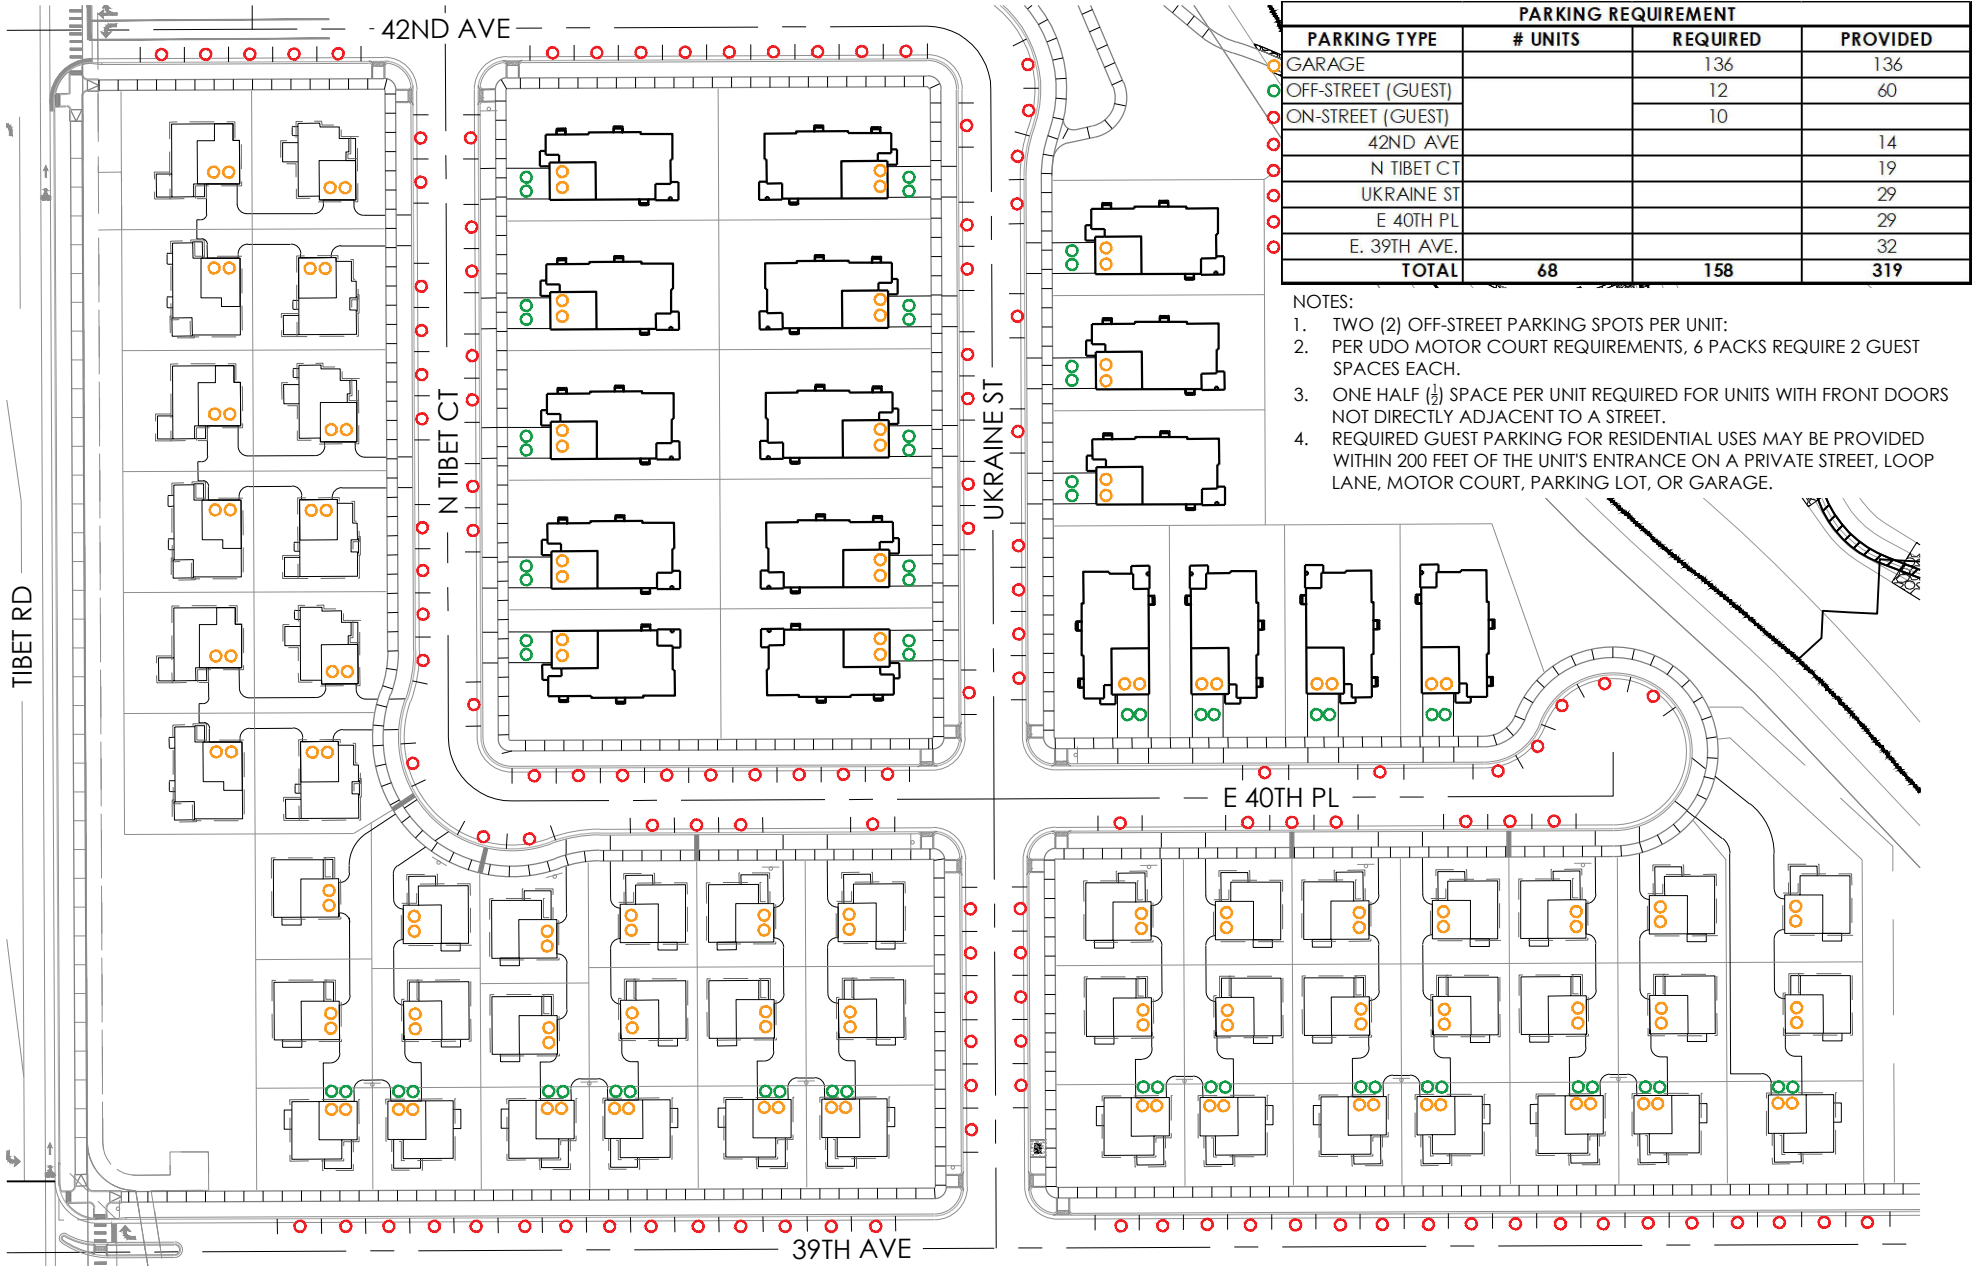 42ND AVE
PARKING REQUIREMENT
PARKING TYPE # UNITS REQUIRED PROVIDED
GARAGE 136 136
OFF-STREET (GUEST) 12 60
ON-STREET (GUEST) 10
42ND AVE 14
N TIBET CT 19
UKRAINE ST 29
E 40TH PL 29
E. 39TH AVE. 32
TOTAL 68 158 319
NOTES:
1. TWO (2) OFF-STREET PARKING SPOTS PER UNIT:
2. PER UDO MOTOR COURT REQUIREMENTS, 6 PACKS REQUIRE 2 GUEST
SPACES EACH.
3. ONE HALF (½) SPACE PER UNIT REQUIRED FOR UNITS WITH FRONT DOORS
NOT DIRECTLY ADJACENT TO A STREET.
4. REQUIRED GUEST PARKING FOR RESIDENTIAL USES MAY BE PROVIDED
WITHIN 200 FEET OF THE UNIT'S ENTRANCE ON A PRIVATE STREET, LOOP
LANE, MOTOR COURT, PARKING LOT, OR GARAGE.
N TIBET CT
UKRAINE ST
TIBET RD
E 40TH PL
39TH AVE